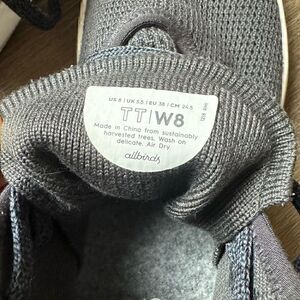 US 8 | UK 5.5 | EU 38 | CM 24.5
TT|W8
Made in China from sustainably
harvested trees. Wash on
delicate. Air Dry.
allbirds